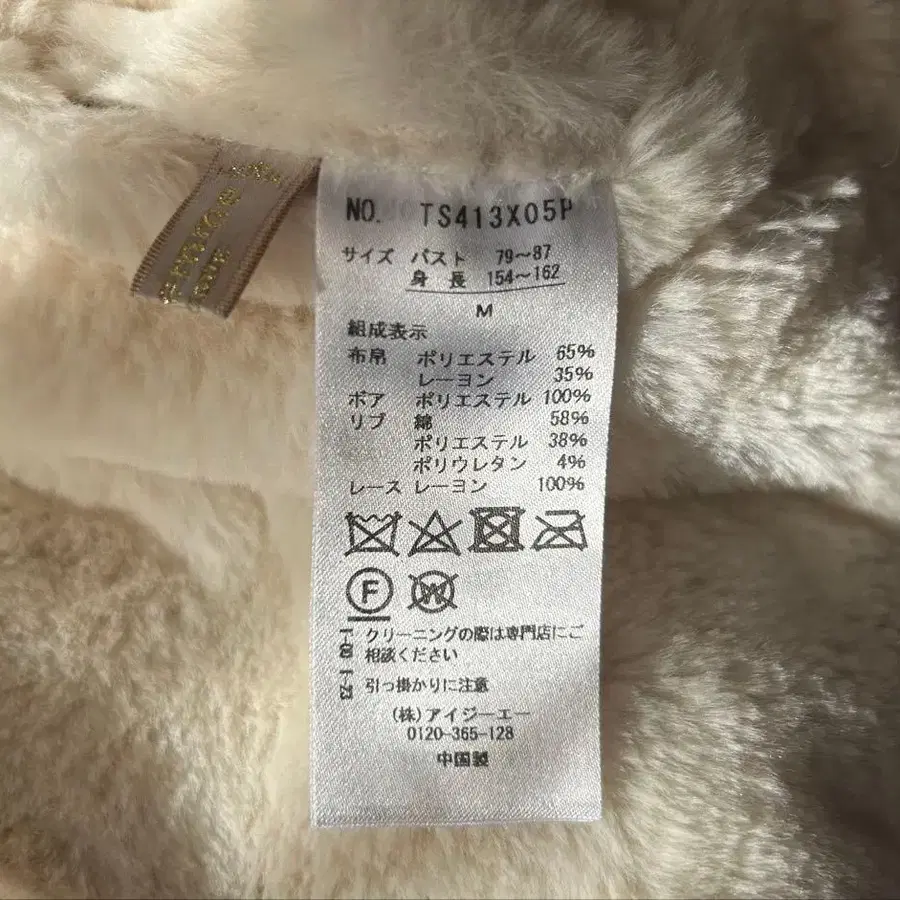 NO. TS413X05P
サイズ バスト 79～87
身長 154～162
M
組成表示
布帛 ポリエステル 65%
レーヨン 35%
ボア ポリエステル 100%
リブ 綿 58%
ポリエステル 38%
ポリウレタン 4%
レース レーヨン 100%
F W
クリーニングの際は専門店にご
相談ください
引っ掛かりに注意
(株)アイジーエー
0120-365-128
中国製